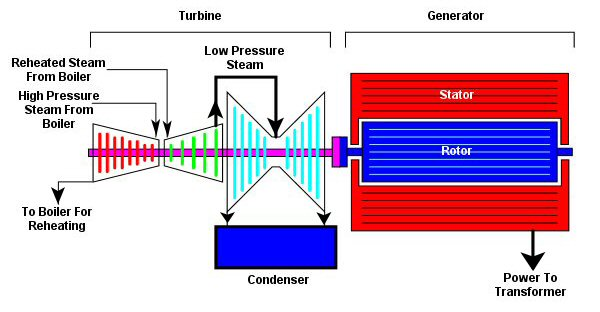 Turbine
Generator
Low Pressure
Steam
Reheated Steam
From Boiler
High Pressure
Steam From
Boiler
Stator
Rotor
To Boiler For
Reheating
Condenser
Power To
Transformer